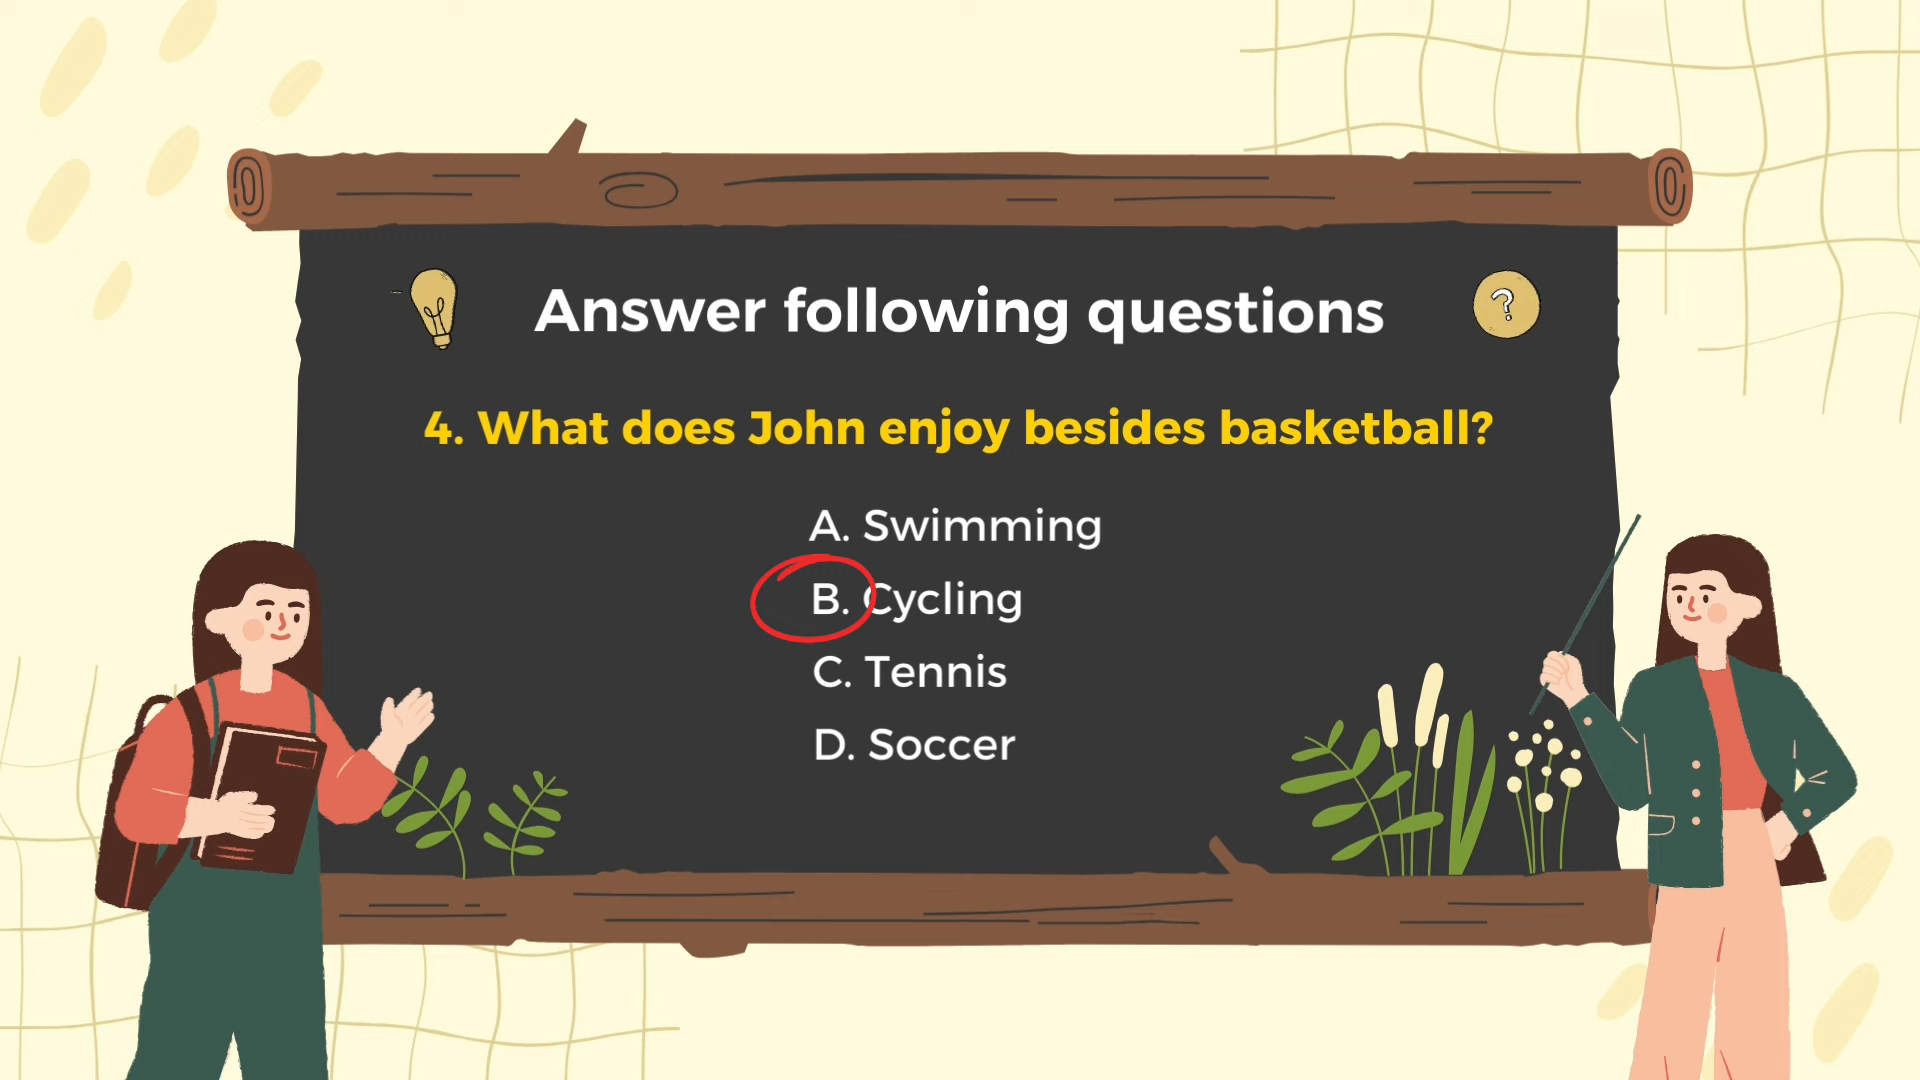 Answer following questions
?
4. What does John enjoy besides basketball?
A. Swimming
B. Cycling
C. Tennis
D. Soccer